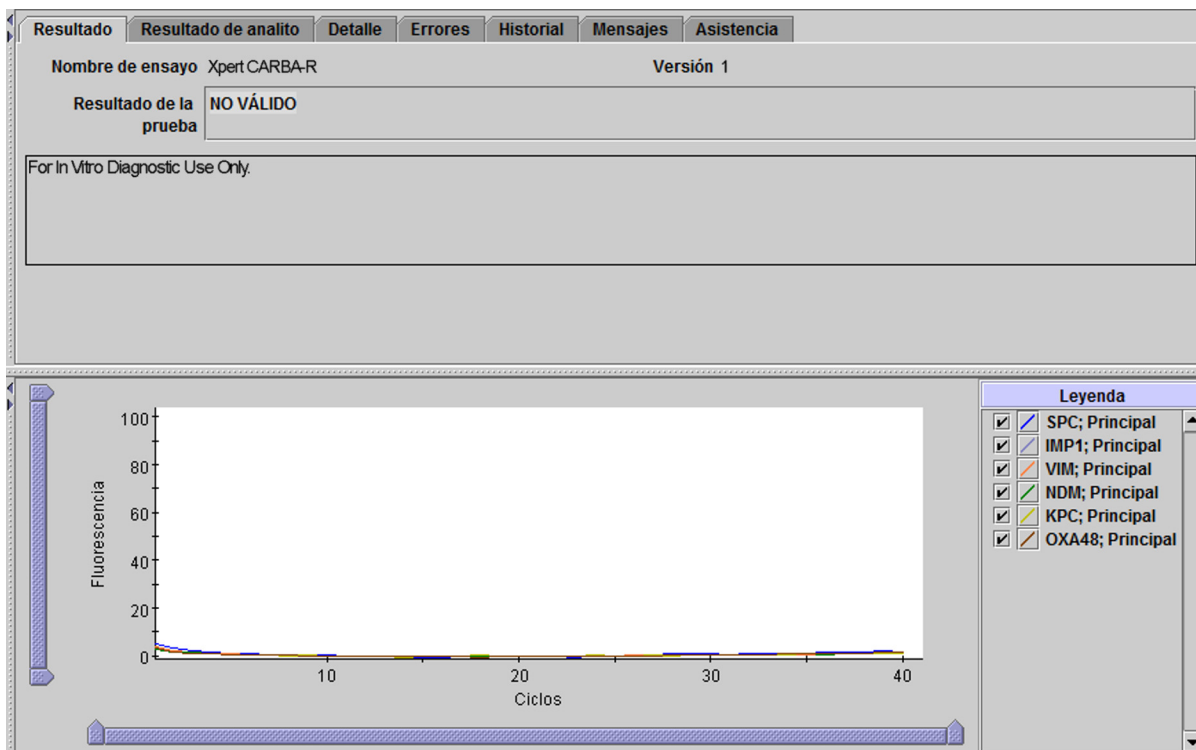 Resultado Resultado de analito Detalle Errores Historial Mensajes Asistencia
Nombre de ensayo Xpert CARBA-R Versión 1
Resultado de la prueba NO VÁLIDO
For In Vitro Diagnostic Use Only.
Leyenda
SPC; Principal
IMP1; Principal
VIM; Principal
NDM; Principal
KPC; Principal
OXA48; Principal
Fluorescencia
100
80
60
40
20
0
10 20 30 40
Ciclos